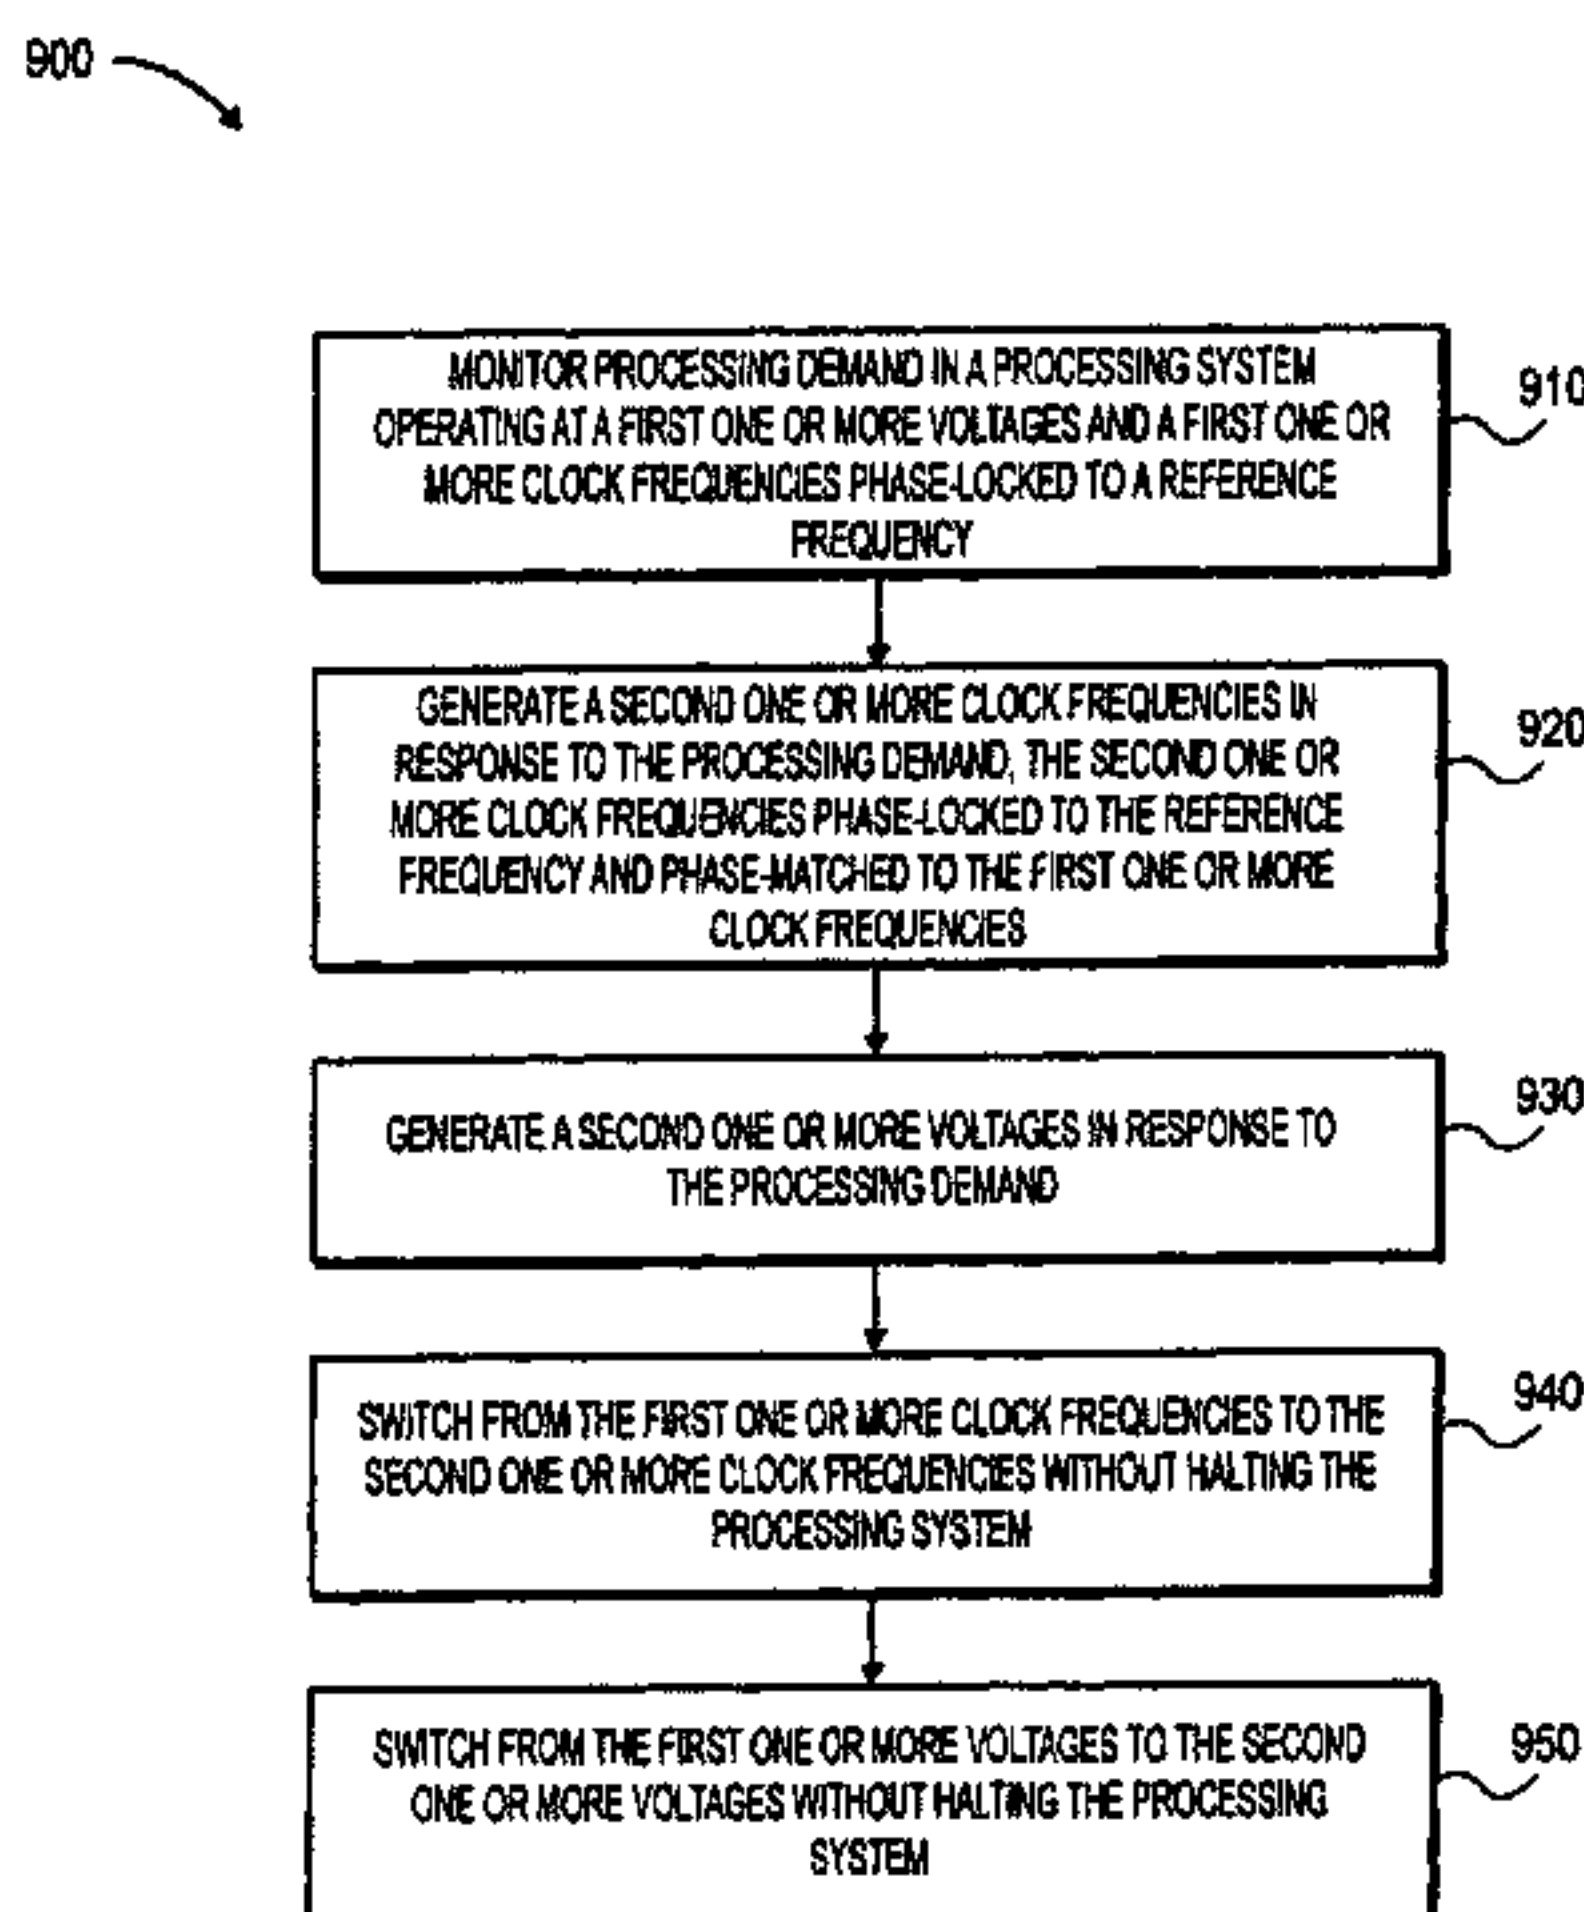 900
MONITOR PROCESSING DEMAND IN A PROCESSING SYSTEM
OPERATING AT A FIRST ONE OR MORE VOLTAGES AND A FIRST ONE OR
MORE CLOCK FREQUENCIES PHASE-LOCKED TO A REFERENCE
FREQUENCY
910
GENERATE A SECOND ONE OR MORE CLOCK FREQUENCIES IN
RESPONSE TO THE PROCESSING DEMAND, THE SECOND ONE OR
MORE CLOCK FREQUENCIES PHASE-LOCKED TO THE REFERENCE
FREQUENCY AND PHASE-MATCHED TO THE FIRST ONE OR MORE
CLOCK FREQUENCIES
920
GENERATE A SECOND ONE OR MORE VOLTAGES IN RESPONSE TO
THE PROCESSING DEMAND
930
SWITCH FROM THE FIRST ONE OR MORE CLOCK FREQUENCIES TO THE
SECOND ONE OR MORE CLOCK FREQUENCIES WITHOUT HALTING THE
PROCESSING SYSTEM
940
SWITCH FROM THE FIRST ONE OR MORE VOLTAGES TO THE SECOND
ONE OR MORE VOLTAGES WITHOUT HALTING THE PROCESSING
SYSTEM
950